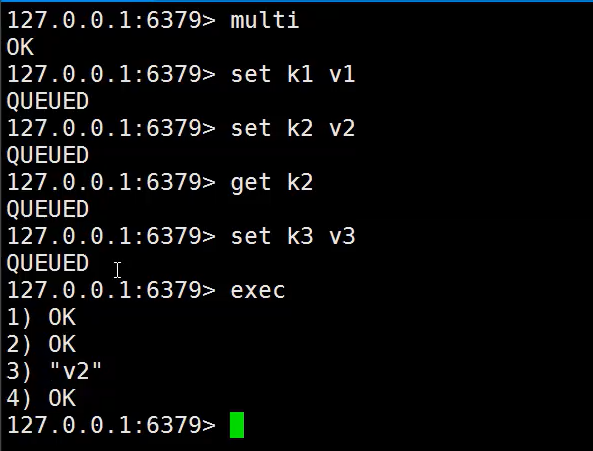 127.0.0.1:6379> multi
OK
127.0.0.1:6379> set k1 v1
QUEUED
127.0.0.1:6379> set k2 v2
QUEUED
127.0.0.1:6379> get k2
QUEUED
127.0.0.1:6379> set k3 v3
QUEUED
127.0.0.1:6379> exec
1) OK
2) OK
3) "v2"
4) OK
127.0.0.1:6379>